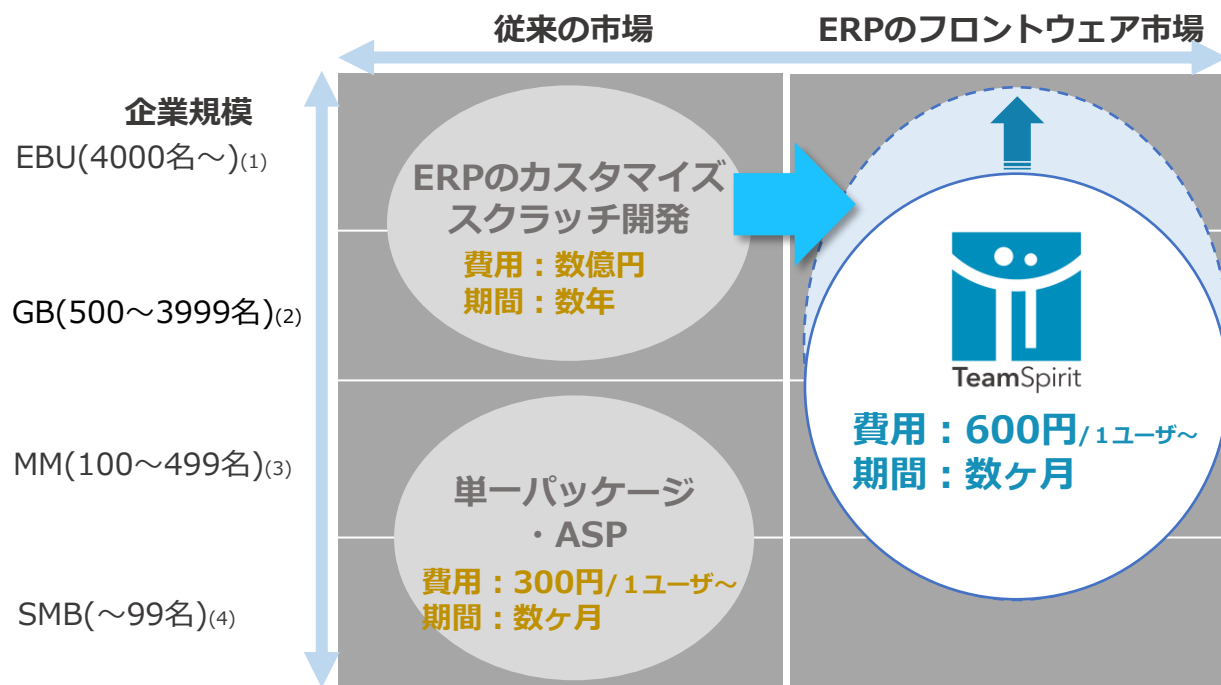 従来の市場
ERPのフロントウェア市場
企業規模
EBU(4000名～)(1)
GB(500～3999名)(2)
MM(100～499名)(3)
SMB(～99名)(4)
ERPのカスタマイズ
スクラッチ開発
費用：数億円
期間：数年
単一パッケージ
・ASP
費用：300円/１ユーザ～
期間：数ヶ月
TeamSpirit
費用：600円/１ユーザ～
期間：数ヶ月